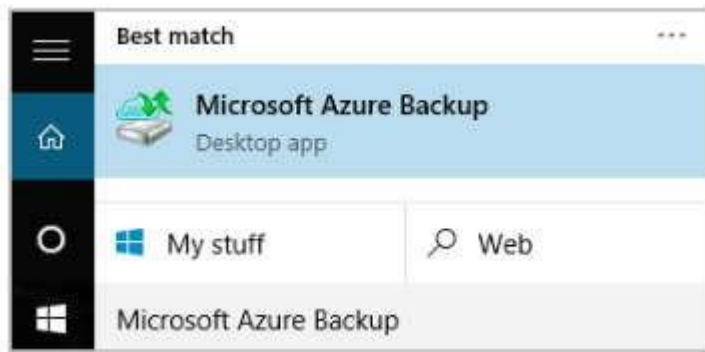 Best match
Microsoft Azure Backup
Desktop app
My stuff
Web
Microsoft Azure Backup